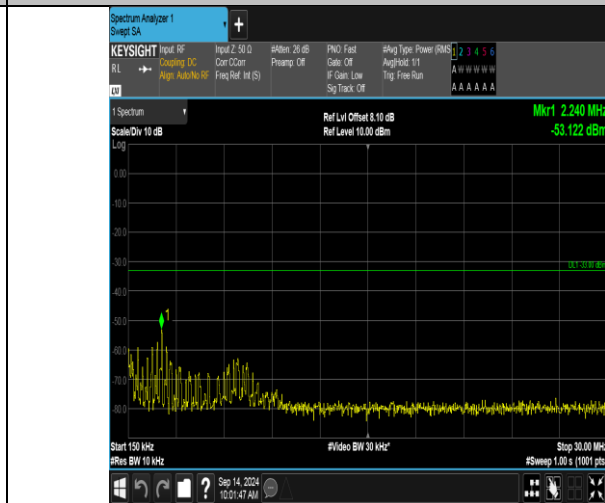 Spectrum Analyzer 1
Swept SA
+
KEYSIGHT Input: RF Input Z: 50 Ω #Atten: 26 dB PNO: Fast #Avg Type: Power (RMS 1 2 3 4 5 6
RL Coupling: DC Corr CCorr Preamp: Off Gate: Off Avg|Hold: 1/1 A W W W W W
Align: Auto/No RF Freq Ref: Int (S) IF Gain: Low Trig: Free Run
LXI Sig Track: Off A A A A A A
1 Spectrum Ref Lvl Offset 8.10 dB Mkr1 2.240 MHz
Scale/Div 10 dB Ref Level 10.00 dBm -53.122 dBm
Log
0.00
-10.0
-20.0
-30.0
DL1 -33.00 dBm
-40.0
-50.0
1
-60.0
-70.0
-80.0
Start 150 kHz #Video BW 30 kHz* Stop 30.00 MHz
#Res BW 10 kHz #Sweep 1.00 s (1001 pts)
? Sep 14, 2024
10:01:47 AM